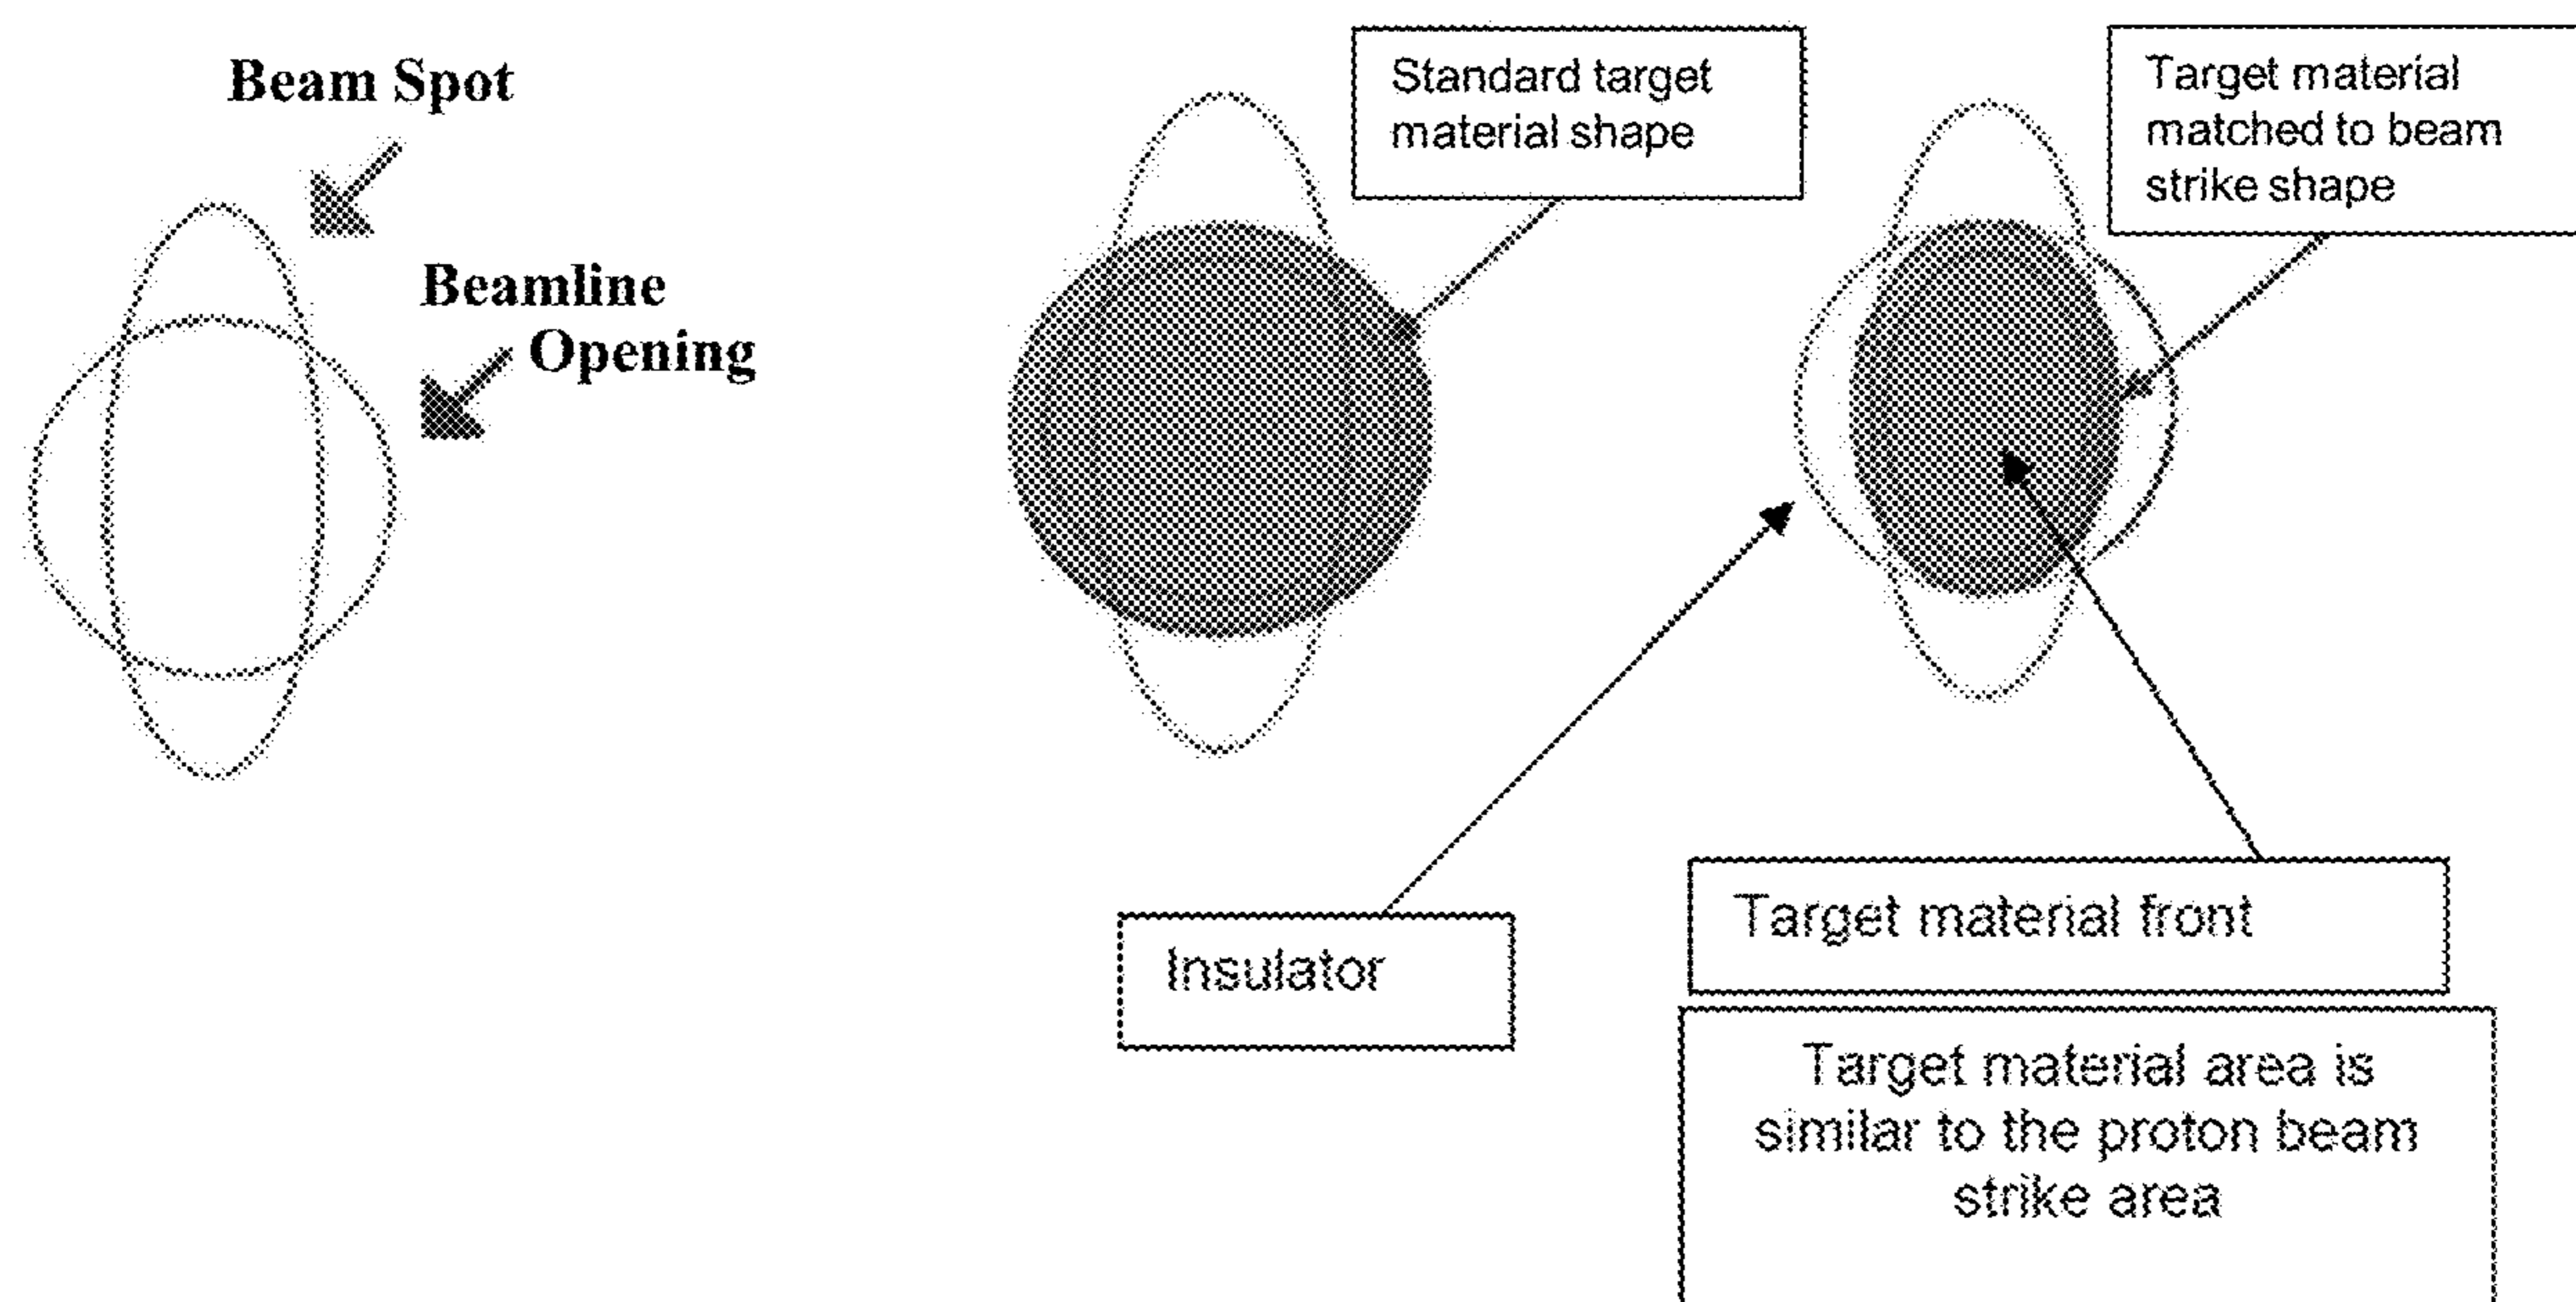 Beam Spot
Beamline
Opening
Standard target
material shape
Target material
matched to beam
strike shape
Insulator
Target material front
Target material area is
similar to the proton beam
strike area